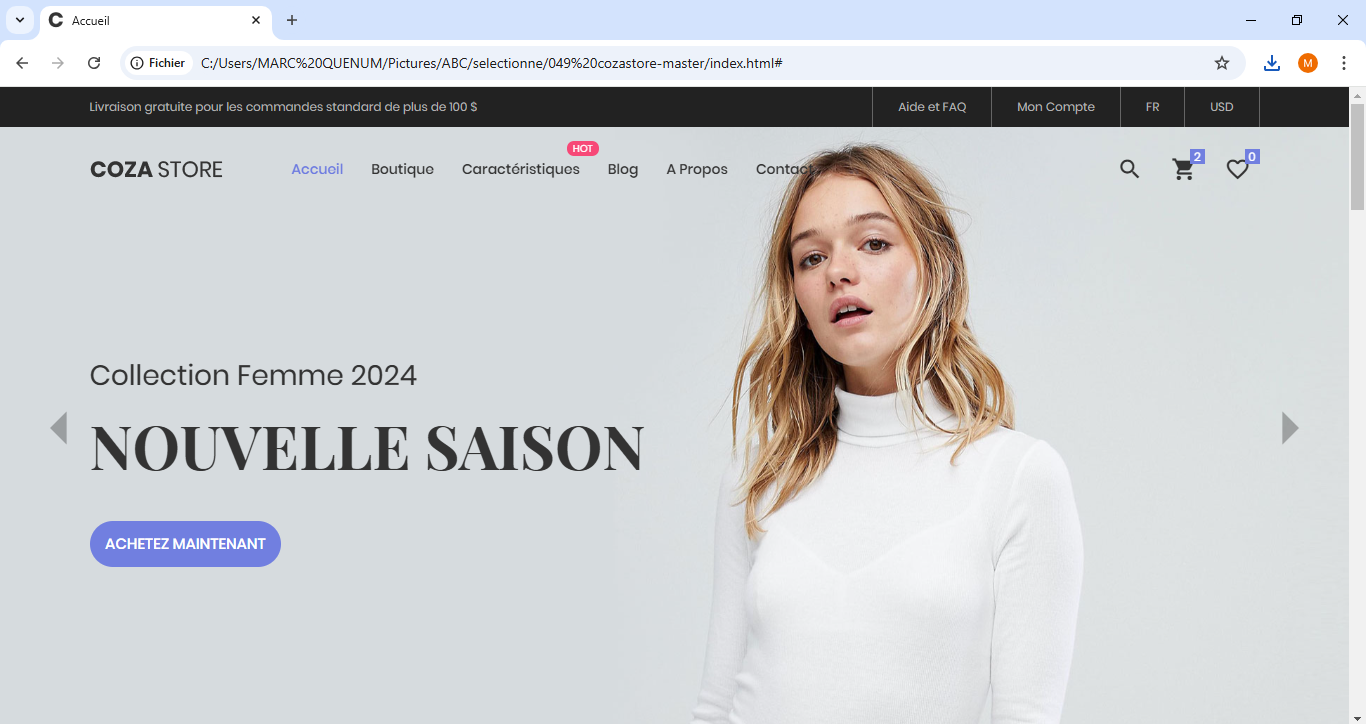 Accueil
Fichier
C:/Users/MARC%20QUENUM/Pictures/ABC/selectionne/049%20cozastore-master/index.html#
M
Livraison gratuite pour les commandes standard de plus de 100 $
Aide et FAQ
Mon Compte
FR
USD
COZA STORE
Accueil
Boutique
Caractéristiques
HOT
Blog
A Propos
Contact
2
0
Collection Femme 2024
NOUVELLE SAISON
ACHETEZ MAINTENANT